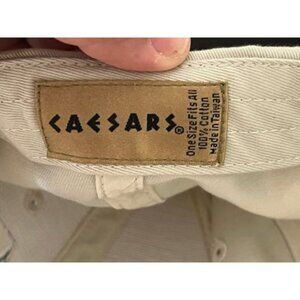 CAESARS®
One Size Fits All
100% Cotton
Made in Taiwan